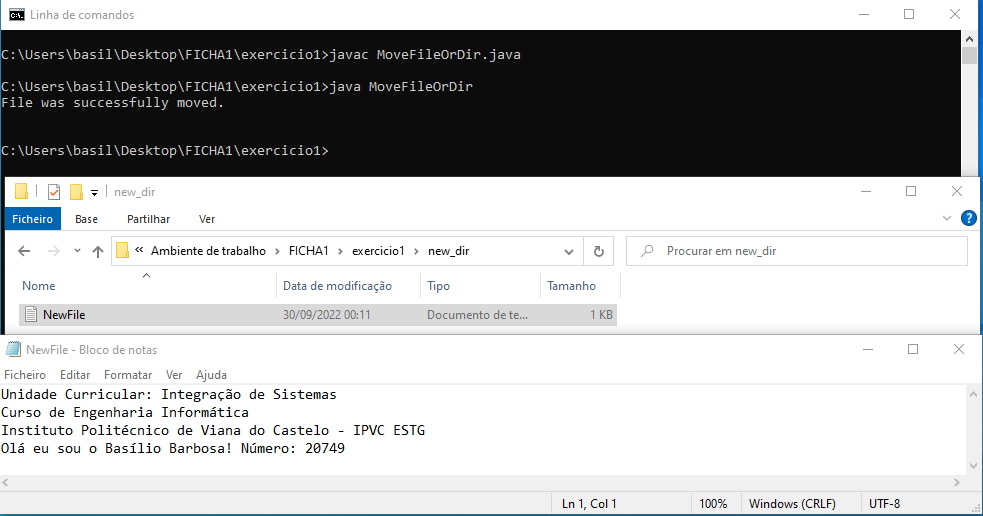 Linha de comandos
C:\Users\basil\Desktop\FICHA1\exercicio1>javac MoveFileOrDir.java
C:\Users\basil\Desktop\FICHA1\exercicio1>java MoveFileOrDir
File was successfully moved.
C:\Users\basil\Desktop\FICHA1\exercicio1>
new_dir
Ficheiro Base Partilhar Ver
« Ambiente de trabalho > FICHA1 > exercicio1 > new_dir Procurar em new_dir
Nome Data de modificação Tipo Tamanho
NewFile 30/09/2022 00:11 Documento de te... 1 KB
NewFile - Bloco de notas
Ficheiro Editar Formatar Ver Ajuda
Unidade Curricular: Integração de Sistemas
Curso de Engenharia Informática
Instituto Politécnico de Viana do Castelo - IPVC ESTG
Olá eu sou o Basílio Barbosa! Número: 20749
Ln 1, Col 1 100% Windows (CRLF) UTF-8